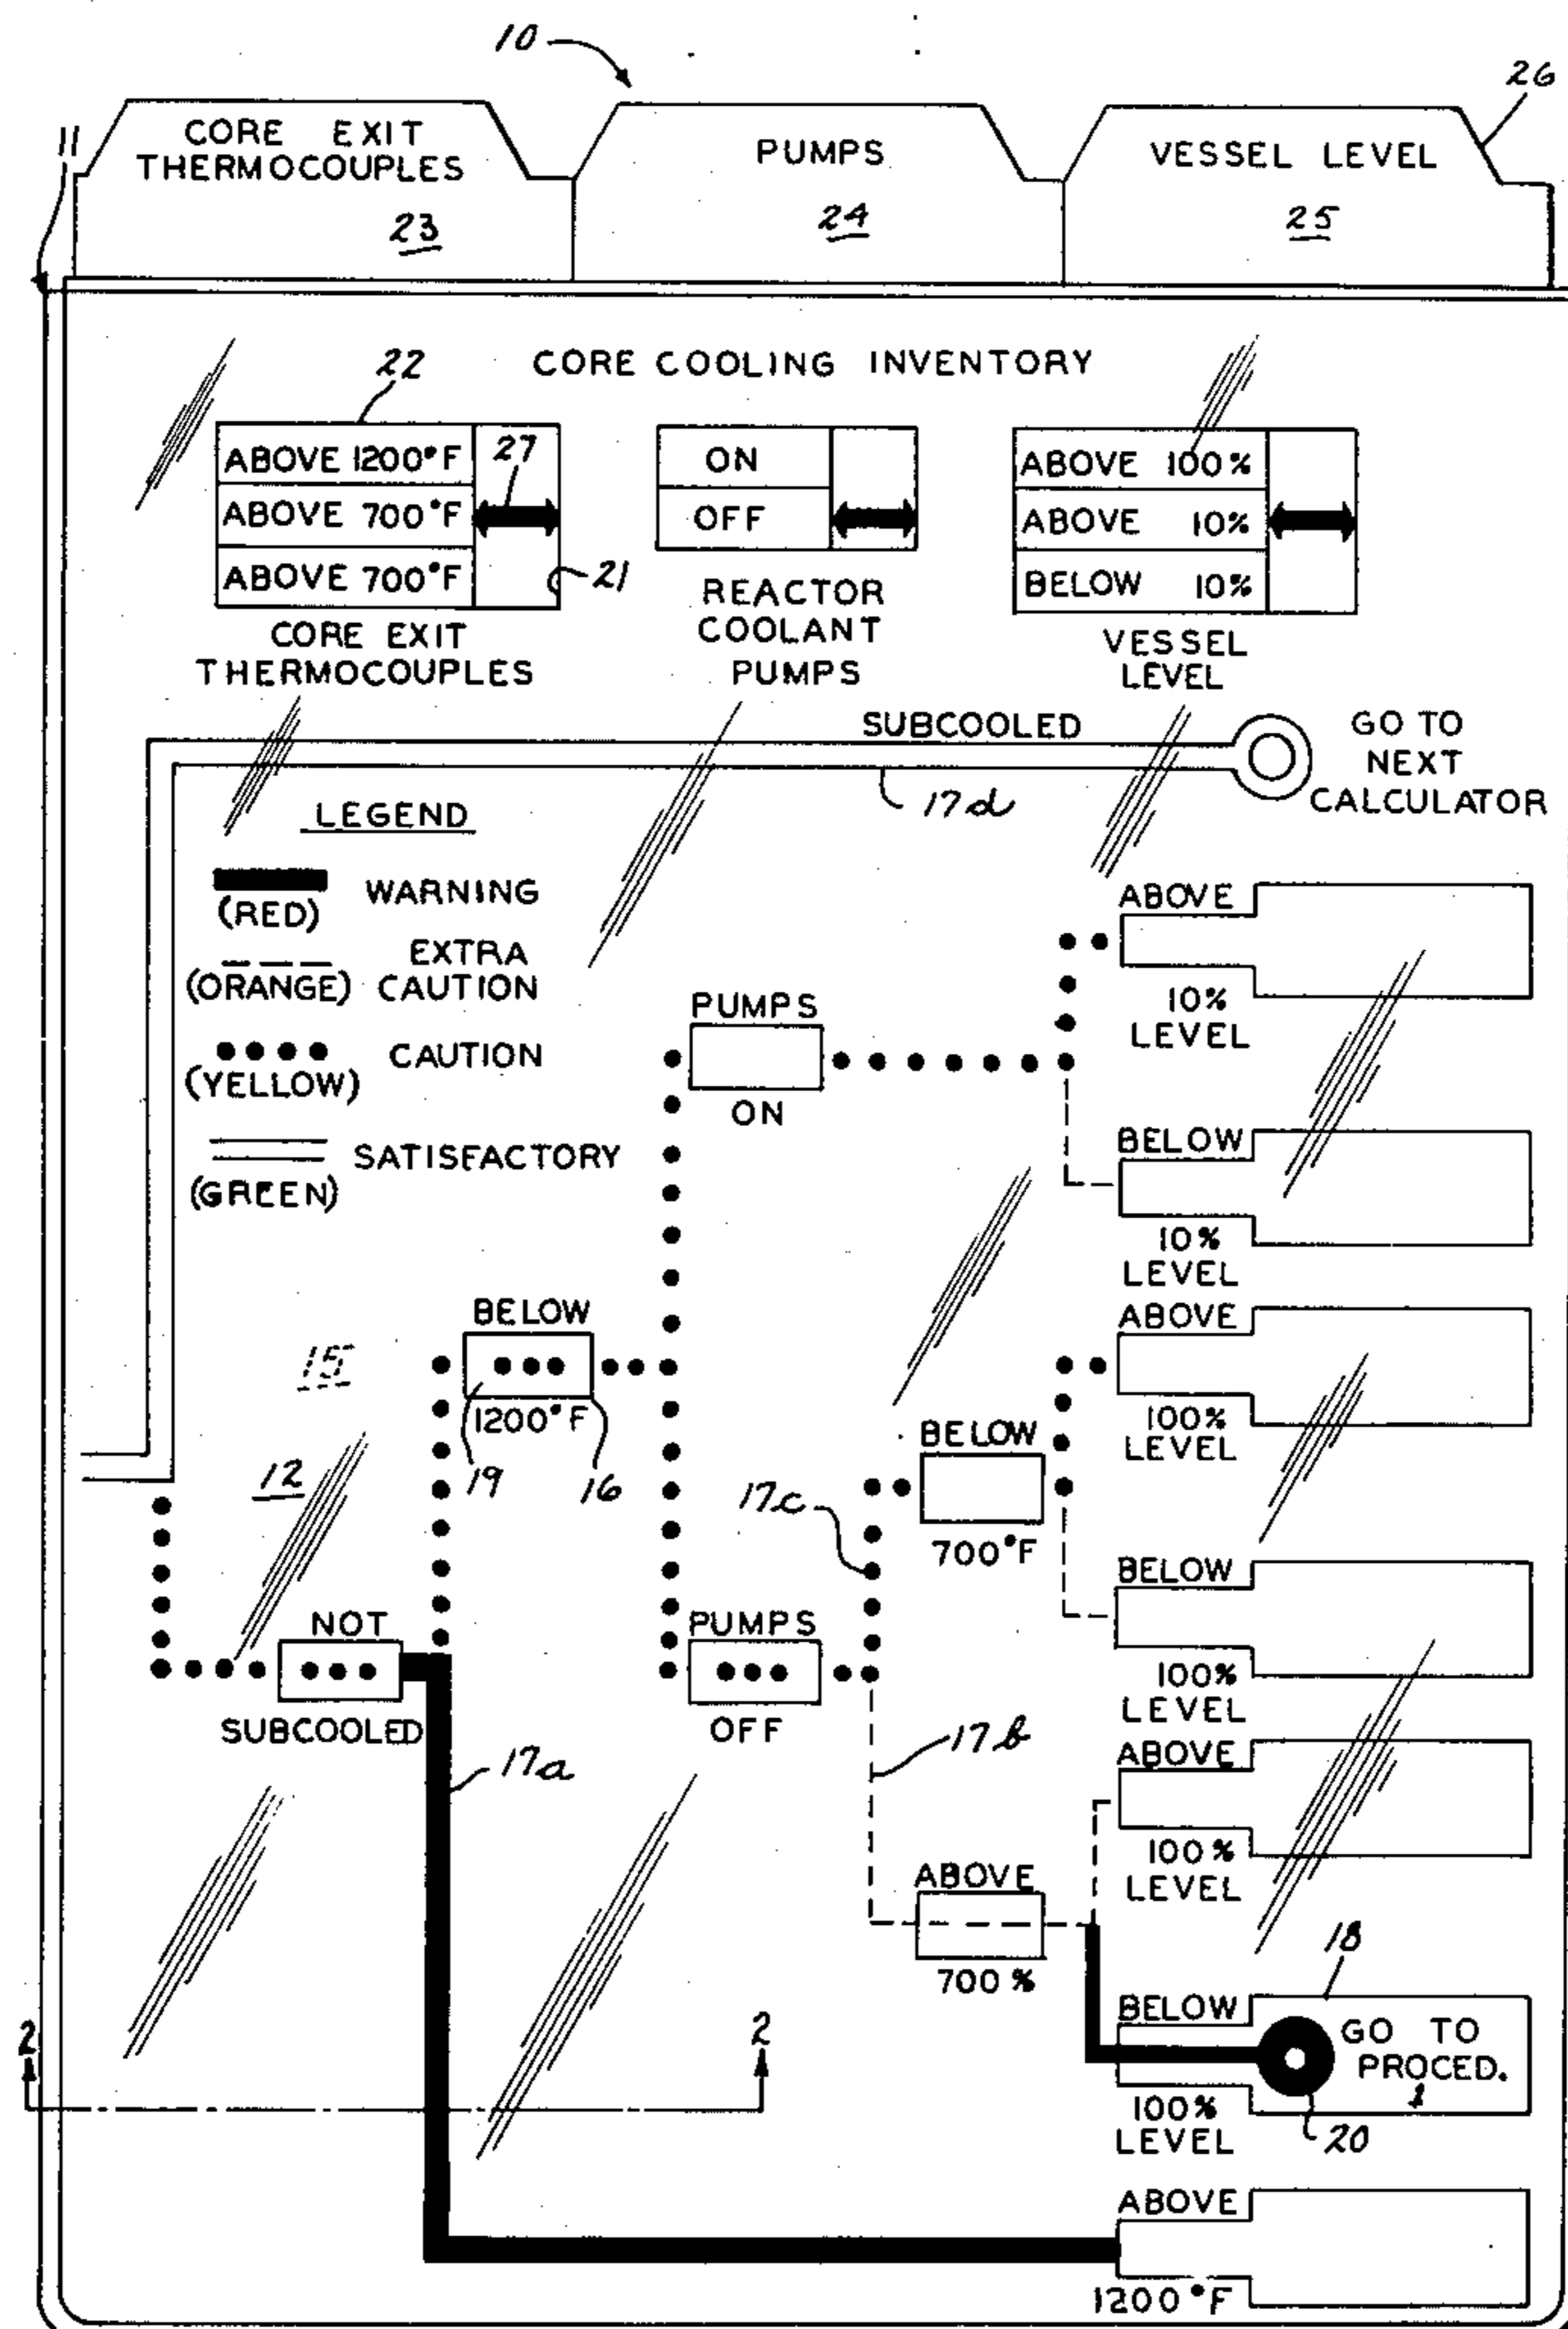 10
26
11
CORE EXIT
THERMOCOUPLES
23
PUMPS
24
VESSEL LEVEL
25
CORE COOLING INVENTORY
22
ABOVE 1200°F
ABOVE 700°F
ABOVE 700°F
27
21
CORE EXIT
THERMOCOUPLES
ON
OFF
REACTOR
COOLANT
PUMPS
ABOVE 100%
ABOVE 10%
BELOW 10%
VESSEL
LEVEL
SUBCOOLED
17d
GO TO
NEXT
CALCULATOR
LEGEND
WARNING
(RED)
EXTRA
(ORANGE) CAUTION
CAUTION
(YELLOW)
SATISFACTORY
(GREEN)
ABOVE
10%
LEVEL
PUMPS
ON
BELOW
10%
LEVEL
BELOW
1200°F
15
19
16
12
ABOVE
100%
LEVEL
BELOW
700°F
17c
BELOW
100%
LEVEL
NOT
SUBCOOLED
PUMPS
OFF
17a
17b
ABOVE
100%
LEVEL
ABOVE
700%
18
BELOW
100%
LEVEL
GO TO
PROCED.
1
20
2
2
ABOVE
1200°F